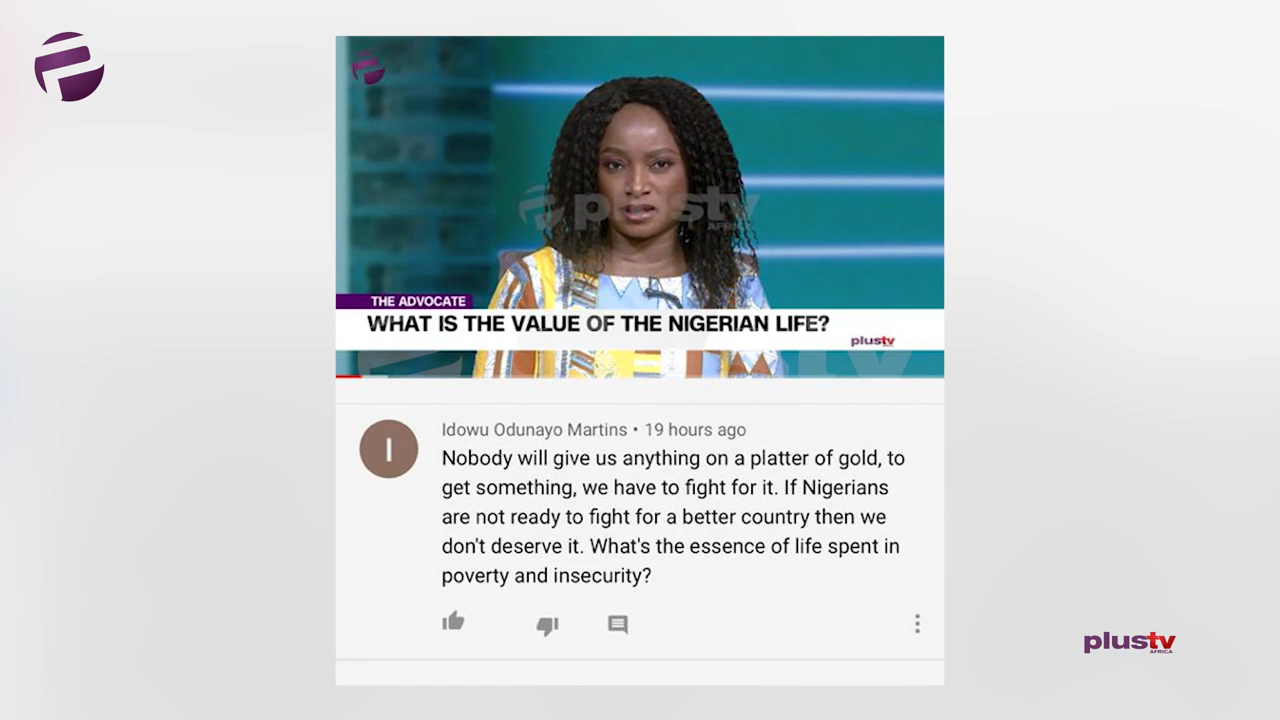 plustv
AFRICA
THE ADVOCATE
WHAT IS THE VALUE OF THE NIGERIAN LIFE?
plustv
plustv
I
Idowu Odunayo Martins • 19 hours ago
Nobody will give us anything on a platter of gold, to
get something, we have to fight for it. If Nigerians
are not ready to fight for a better country then we
don't deserve it. What's the essence of life spent in
poverty and insecurity?
plustv
AFRICA